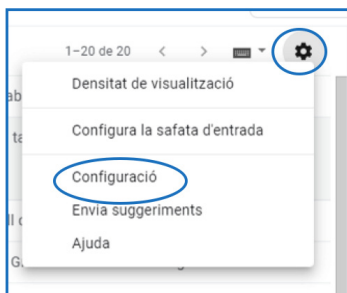 1–20 de 20
Densitat de visualització
Configura la safata d'entrada
Configuració
Envia suggeriments
Ajuda